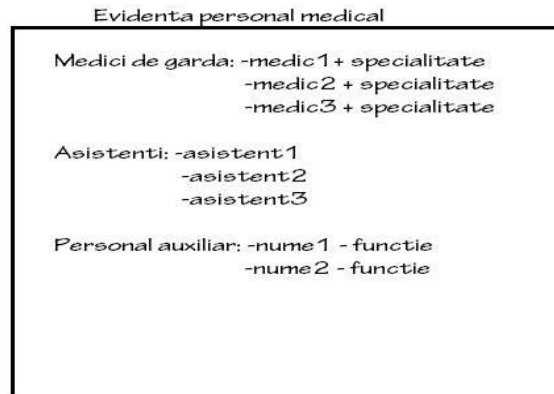 Evidenta personal medical
Medici de garda: -medic1 + specialitate
-medic2 + specialitate
-medic3 + specialitate
Asistenti: -asistent1
-asistent2
-asistent3
Personal auxiliar: -nume1 - functie
-nume2 - functie